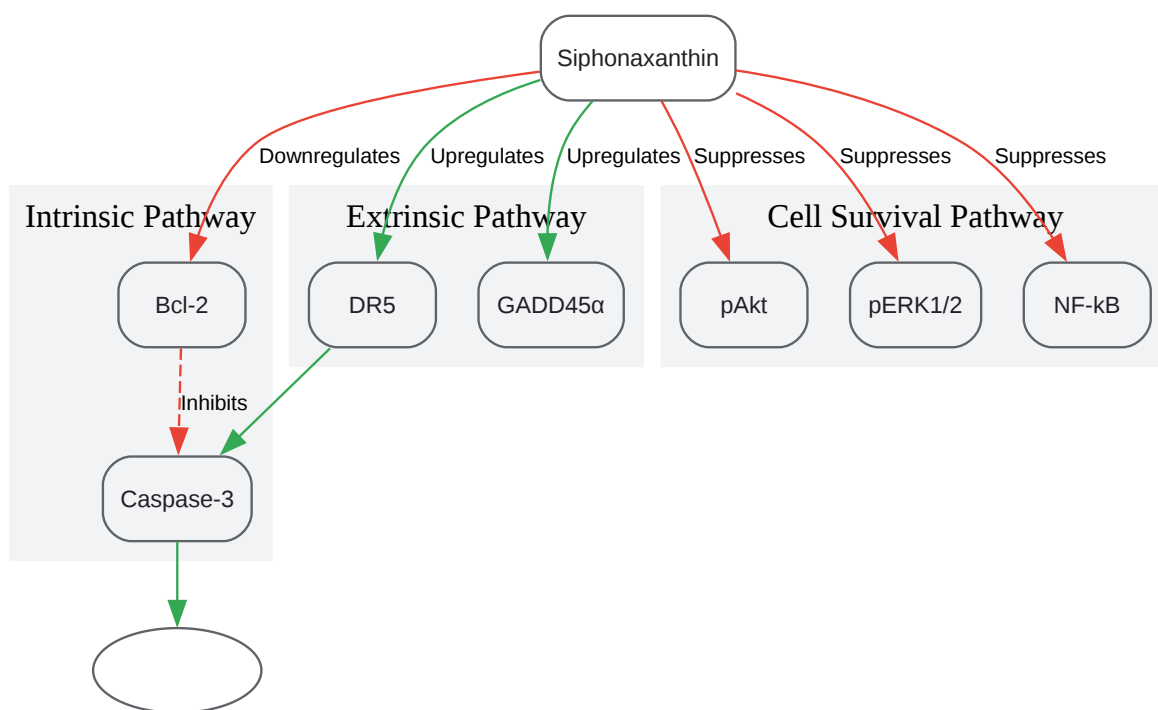 Siphonaxanthin
Downregulates
Upregulates
Upregulates
Suppresses
Suppresses
Suppresses
Intrinsic Pathway
Extrinsic Pathway
Cell Survival Pathway
Bcl-2
DR5
GADD45α
pAkt
pERK1/2
NF-kB
Inhibits
Caspase-3